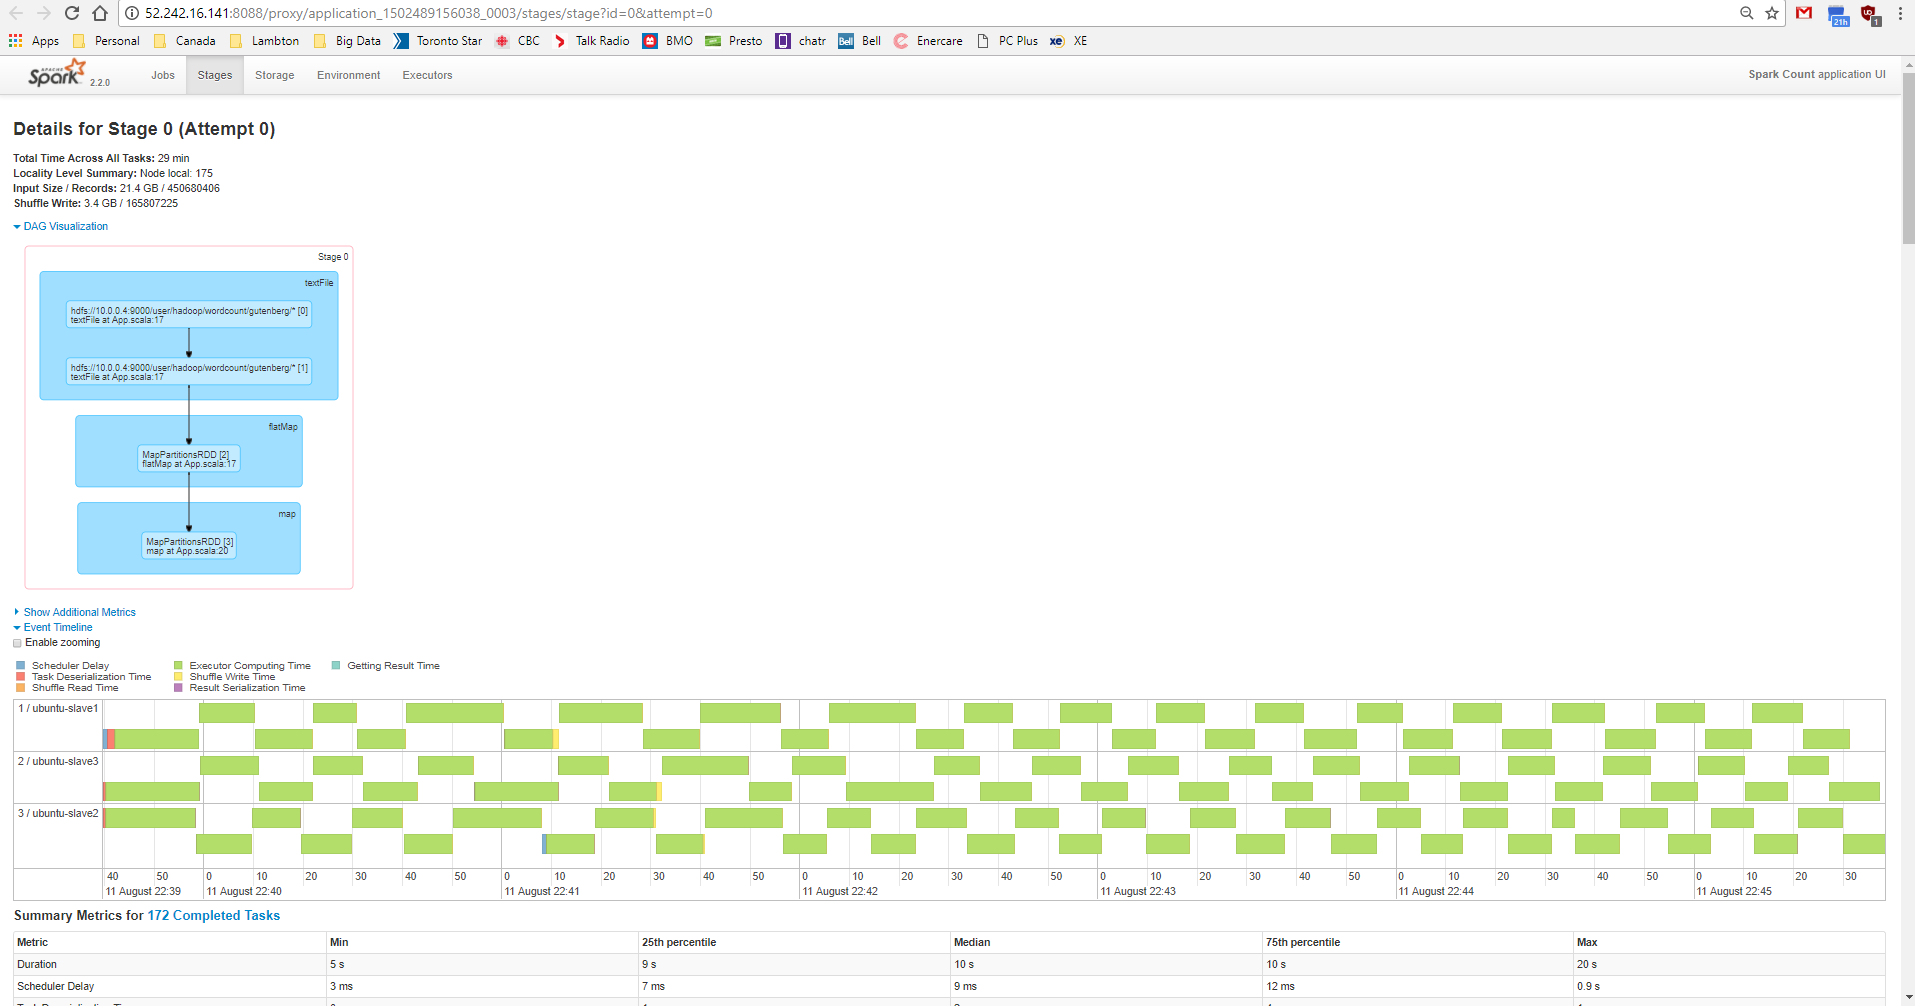 52.242.16.141:8088/proxy/application_1502489156038_0003/stages/stage?id=0&attempt=0
21h
1
Apps Personal Canada Lambton Big Data Toronto Star CBC Talk Radio BMO Presto chatr Bell Bell Enercare PC Plus xe XE
APACHE Spark 2.2.0 Jobs Stages Storage Environment Executors Spark Count application UI
Details for Stage 0 (Attempt 0)
Total Time Across All Tasks: 29 min
Locality Level Summary: Node local: 175
Input Size / Records: 21.4 GB / 450680406
Shuffle Write: 3.4 GB / 165807225
DAG Visualization
Stage 0
textFile
hdfs://10.0.0.4:9000/user/hadoop/wordcount/gutenberg/* [0]
textFile at App.scala:17
hdfs://10.0.0.4:9000/user/hadoop/wordcount/gutenberg/* [1]
textFile at App.scala:17
flatMap
MapPartitionsRDD [2]
flatMap at App.scala:17
map
MapPartitionsRDD [3]
map at App.scala:20
Show Additional Metrics
Event Timeline
Enable zooming
Scheduler Delay Executor Computing Time Getting Result Time
Task Deserialization Time Shuffle Write Time
Shuffle Read Time Result Serialization Time
1 / ubuntu-slave1
2 / ubuntu-slave3
3 / ubuntu-slave2
40 50 0 10 20 30 40 50 0 10 20 30 40 50 0 10 20 30 40 50 0 10 20 30 40 50 0 10 20 30 40 50 0 10 20 30
11 August 22:39 11 August 22:40 11 August 22:41 11 August 22:42 11 August 22:43 11 August 22:44 11 August 22:45
Summary Metrics for 172 Completed Tasks
Metric Min 25th percentile Median 75th percentile Max
Duration 5 s 9 s 10 s 10 s 20 s
Scheduler Delay 3 ms 7 ms 9 ms 12 ms 0.9 s